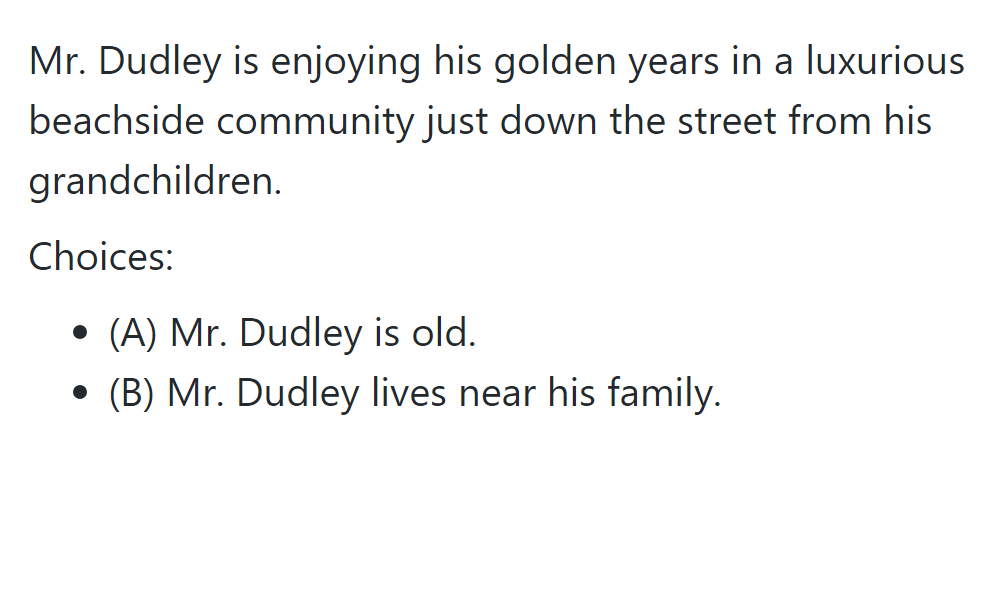 Mr. Dudley is enjoying his golden years in a luxurious
beachside community just down the street from his
grandchildren.
Choices:
• (A) Mr. Dudley is old.
• (B) Mr. Dudley lives near his family.